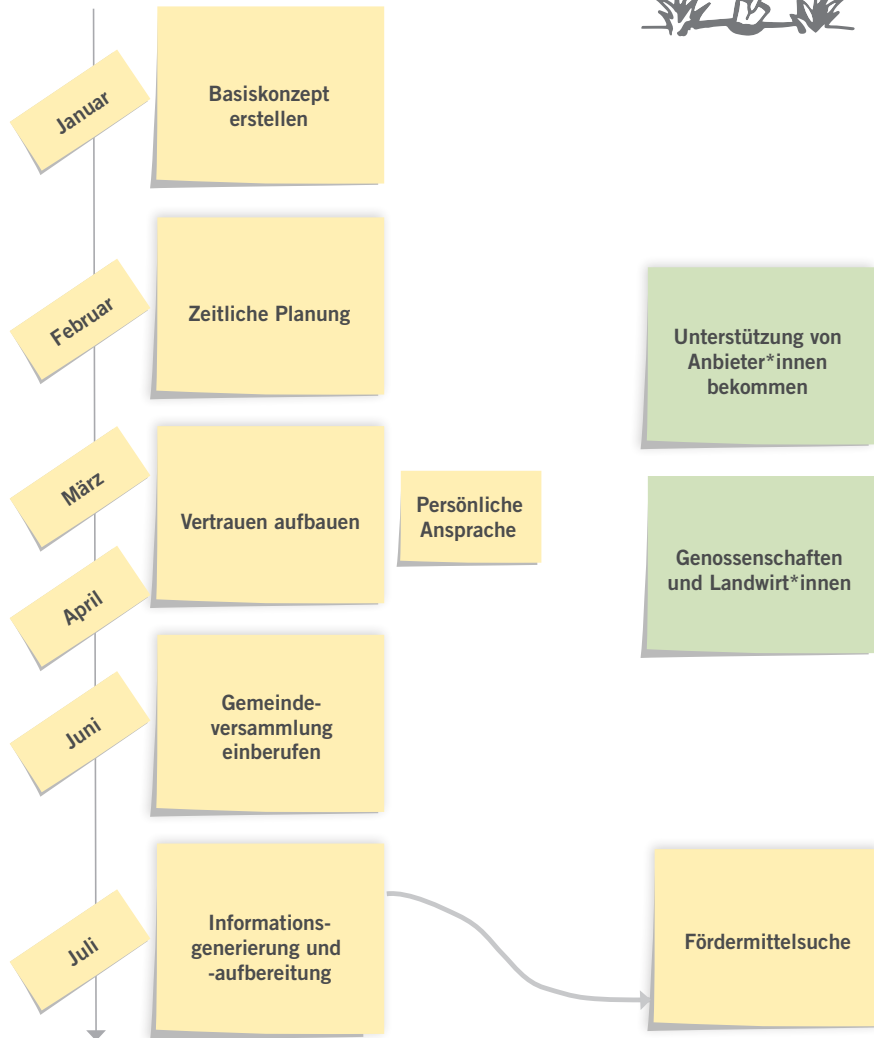 Januar
Basiskonzept
erstellen
Februar
Zeitliche Planung
Unterstützung von
Anbieter*innen
bekommen
März
Vertrauen aufbauen
Persönliche
Ansprache
April
Genossenschaften
und Landwirt*innen
Juni
Gemeinde-
versammlung
einberufen
Juli
Informations-
generierung und
-aufbereitung
Fördermittelsuche